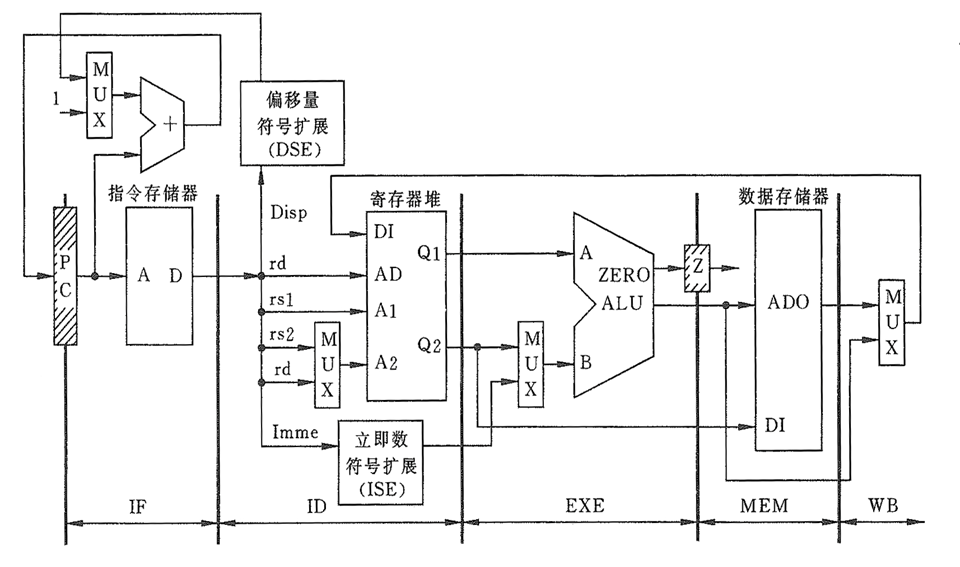 MUX
1
+
偏移量
符号扩展
(DSE)
指令存储器
PC
A D
Disp
寄存器堆
DI
Q1
rd
AD
rs1
A1
rs2
MUX
Q2
rd
A2
Imme
立即数
符号扩展
(ISE)
MUX
A
ZERO
ALU
B
Z
数据存储器
ADO
DI
MUX
IF
ID
EXE
MEM
WB